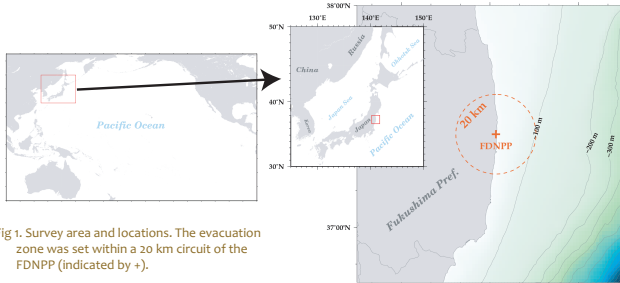 38°00'N
130°E 140°E 150°E
50°N
Russia
Okhotsk Sea
China
40°N
Japan Sea
Korea
Japan
Pacific Ocean
30°N
Pacific Ocean
20 km
FDNPP
−100 m
−200 m
−300 m
Fukushima Pref.
37°00'N
Fig 1. Survey area and locations. The evacuation
zone was set within a 20 km circuit of the
FDNPP (indicated by +).